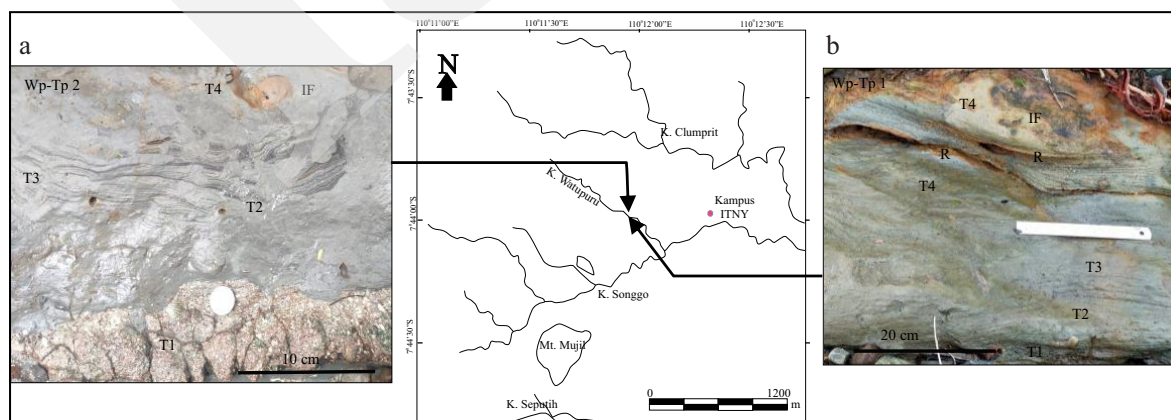 a
Wp-Tp 2
T4
IF
T3
T2
T1
10 cm
110°11'00"E
110°11'30"E
110°12'00"E
110°12'30"E
N
7°43'30"S
7°44'00"S
7°44'30"S
K. Clumprit
K. Watupuru
Kampus
ITNY
K. Songgo
Mt. Mujil
K. Seputih
0
1200
m
b
Wp-Tp 1
T4
IF
R
R
T4
T3
T2
20 cm
T1